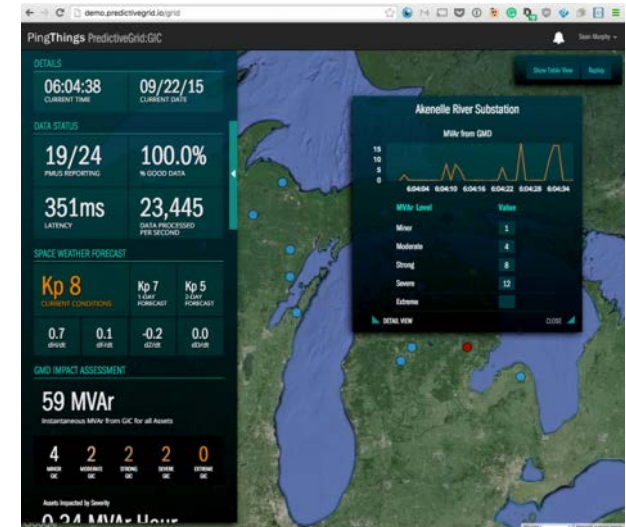 demo.predictivegrid.io/grid
PingThings PredictiveGrid:GIC
Sean Murphy
DETAILS
06:04:38
CURRENT TIME
09/22/15
CURRENT DATE
DATA STATUS
19/24
PMUS REPORTING
100.0%
% GOOD DATA
351ms
LATENCY
23,445
DATA PROCESSED
PER SECOND
SPACE WEATHER FORECAST
Kp 8
CURRENT CONDITIONS
Kp 7
1-DAY
FORECAST
Kp 5
2-DAY
FORECAST
0.7
dH/dt
0.1
-0.2
dZ/dt
0.0
GMD IMPACT ASSESSMENT
59 MVAr
Instantaneous MVAr from GIC for all Assets
4
MINOR
GIC
2
MODERATE
GIC
2
STRONG
GIC
2
SEVERE
GIC
0
EXTREME
GIC
Assets Impacted by Severity
0.24 MVAr Hour
Show Table View
Replay
Akenelle River Substation
MVAr from GMD
15
10
5
0
6:04:04 6:04:10 6:04:16 6:04:22 6:04:28 6:04:34
MVAr Level Value
Minor 1
Moderate 4
Strong 8
Severe 12
Extreme
DETAIL VIEW
CLOSE